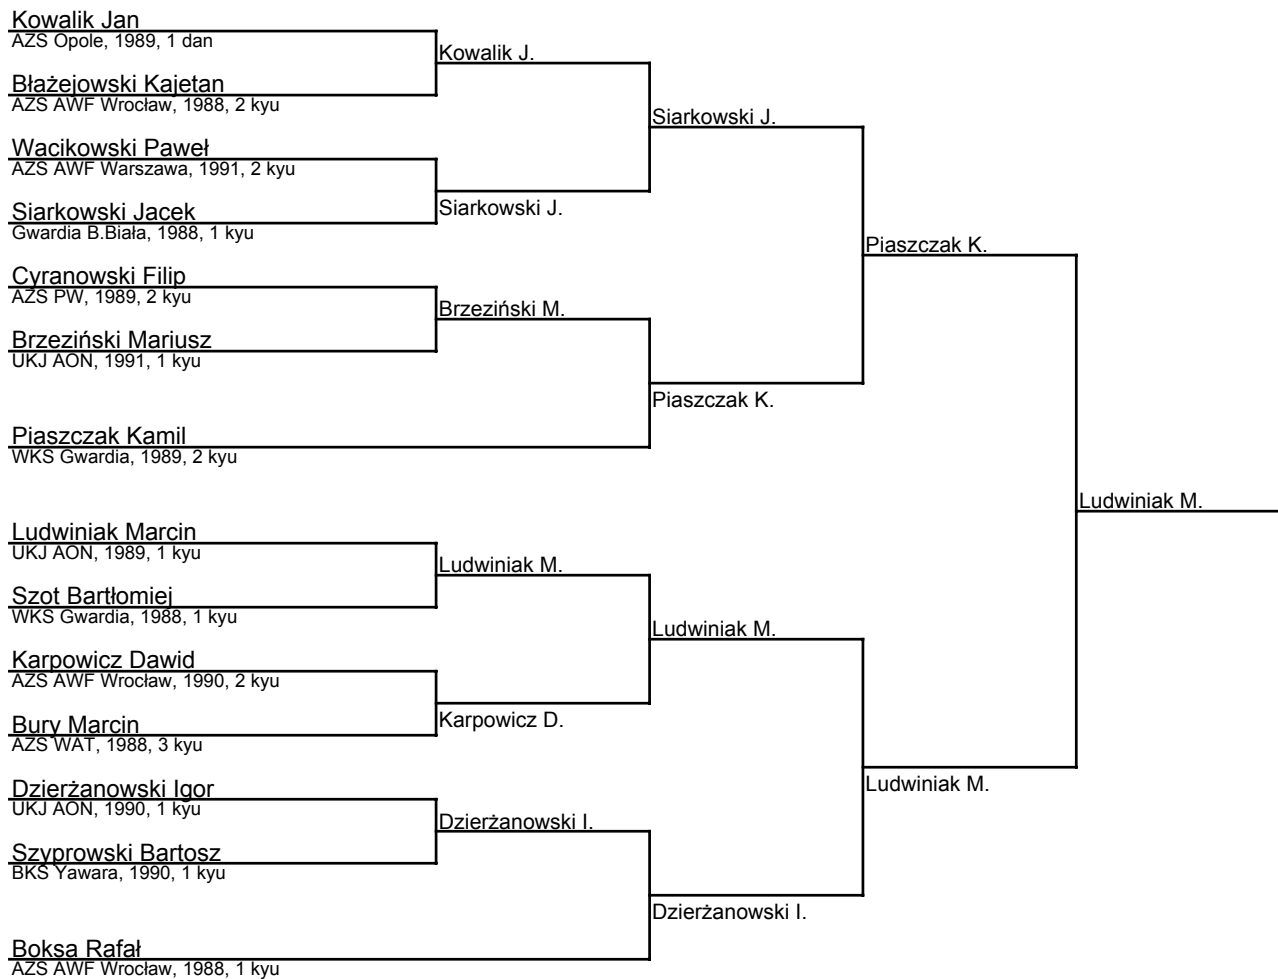 Kowalik Jan
AZS Opole, 1989, 1 dan
Kowalik J.
Błażejowski Kajetan
AZS AWF Wrocław, 1988, 2 kyu
Siarkowski J.
Wacikowski Paweł
AZS AWF Warszawa, 1991, 2 kyu
Siarkowski J.
Siarkowski Jacek
Gwardia B.Biała, 1988, 1 kyu
Piaszczak K.
Cyranowski Filip
AZS PW, 1989, 2 kyu
Brzeziński M.
Brzeziński Mariusz
UKJ AON, 1991, 1 kyu
Piaszczak K.
Piaszczak Kamil
WKS Gwardia, 1989, 2 kyu
Ludwiniak M.
Ludwiniak Marcin
UKJ AON, 1989, 1 kyu
Ludwiniak M.
Szot Bartłomiej
WKS Gwardia, 1988, 1 kyu
Ludwiniak M.
Karpowicz Dawid
AZS AWF Wrocław, 1990, 2 kyu
Karpowicz D.
Bury Marcin
AZS WAT, 1988, 3 kyu
Ludwiniak M.
Dzierżanowski Igor
UKJ AON, 1990, 1 kyu
Dzierżanowski I.
Szyprowski Bartosz
BKS Yawara, 1990, 1 kyu
Dzierżanowski I.
Boksa Rafał
AZS AWF Wrocław, 1988, 1 kyu